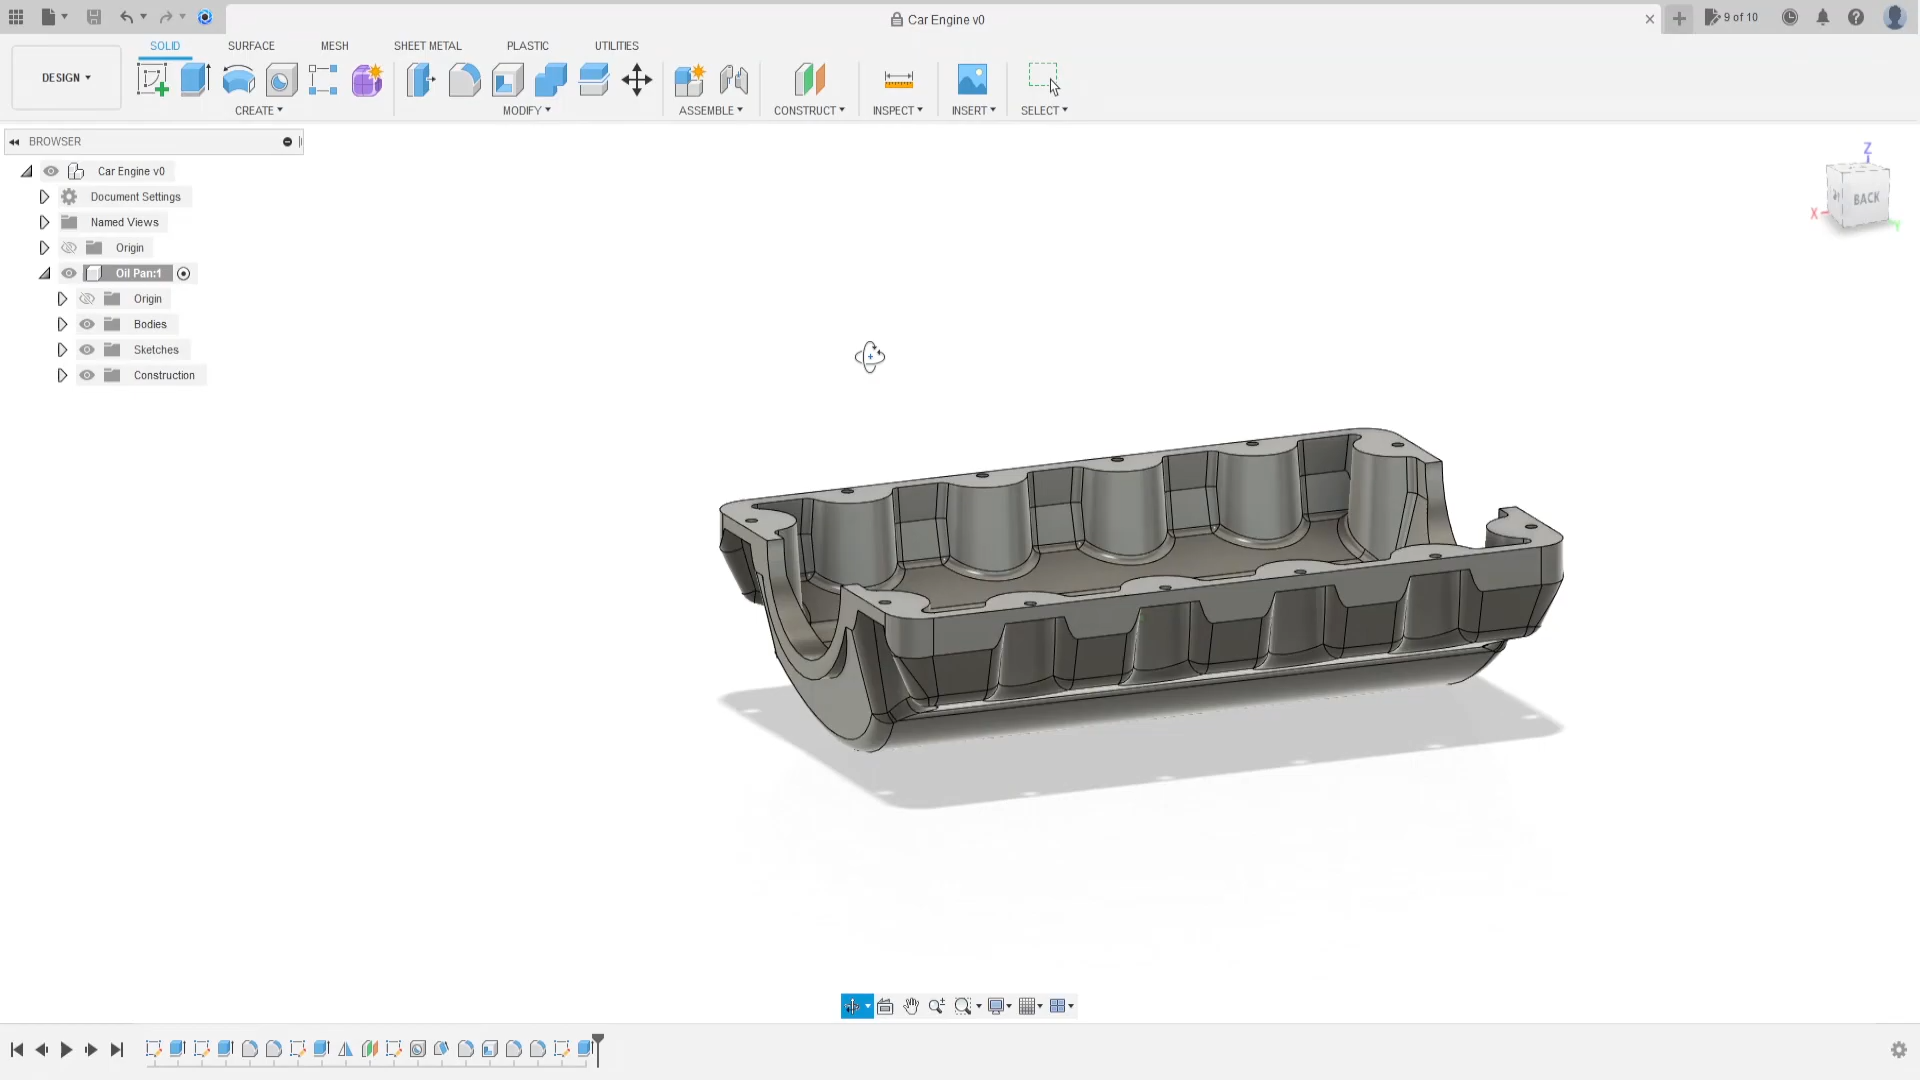 Car Engine v0
9 of 10
DESIGN
SOLID
SURFACE
MESH
SHEET METAL
PLASTIC
UTILITIES
CREATE
MODIFY
ASSEMBLE
CONSTRUCT
INSPECT
INSERT
SELECT
BROWSER
Car Engine v0
Document Settings
Named Views
Origin
Oil Pan:1
Origin
Bodies
Sketches
Construction
Z
BACK
X
Y